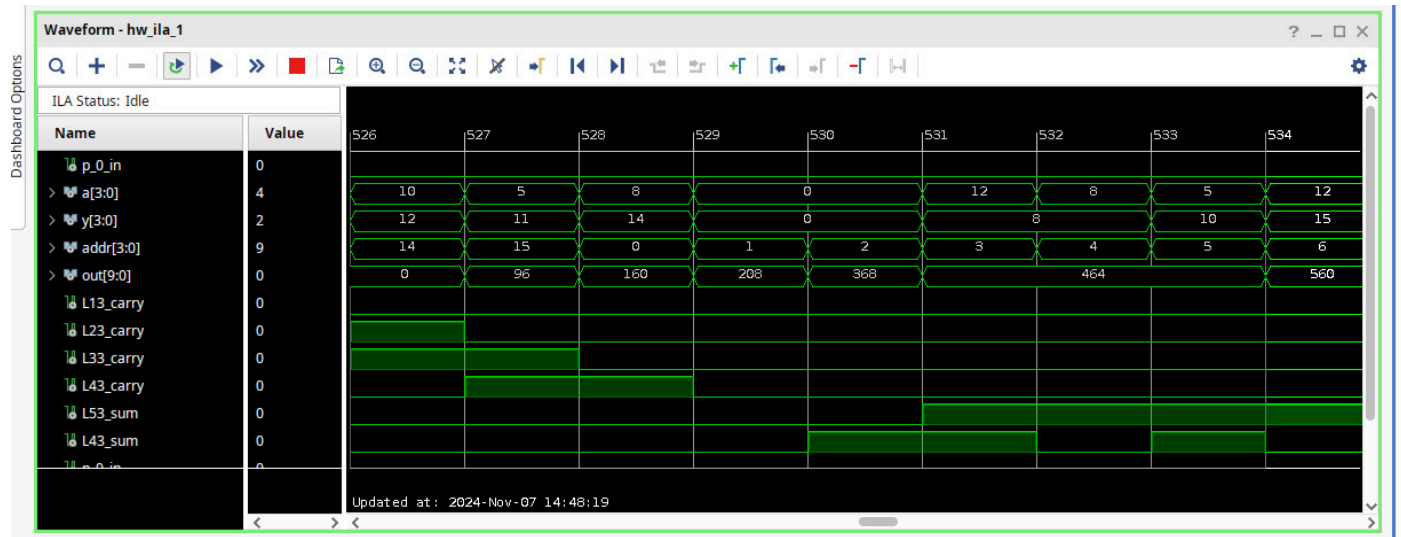 Waveform - hw_ila_1
Dashboard Options
ILA Status: Idle
Name Value 526 527 528 529 530 531 532 533 534
p_0_in 0
a[3:0] 4 10 5 8 0 12 8 5 12
y[3:0] 2 12 11 14 0 8 10 15
addr[3:0] 9 14 15 0 1 2 3 4 5 6
out[9:0] 0 0 96 160 208 368 464 560
L13_carry 0
L23_carry 0
L33_carry 0
L43_carry 0
L53_sum 0
L43_sum 0
Updated at: 2024-Nov-07 14:48:19